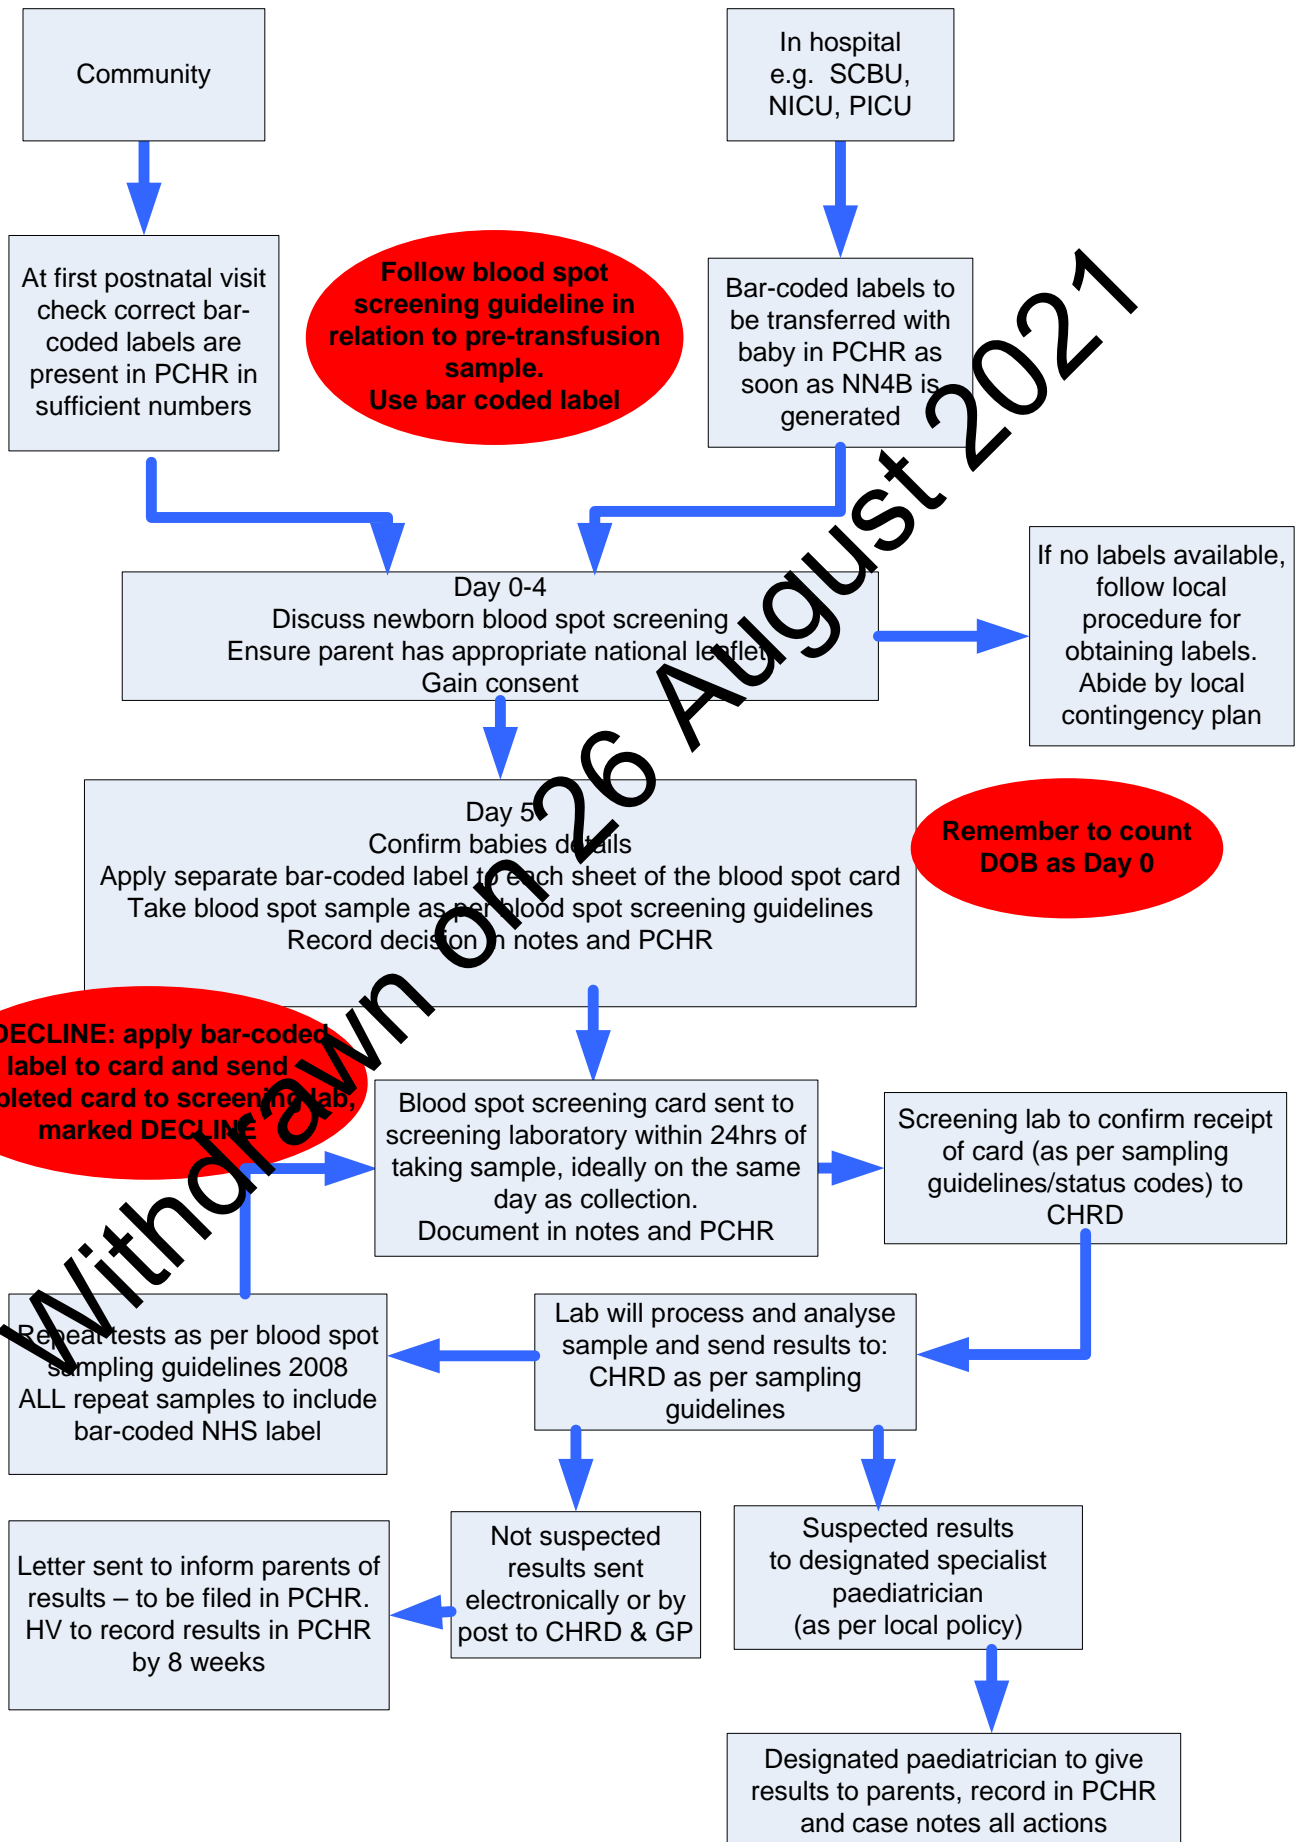 Community
In hospital
e.g. SCBU,
NICU, PICU
At first postnatal visit
check correct bar-
coded labels are
present in PCHR in
sufficient numbers
Follow blood spot
screening guideline in
relation to pre-transfusion
sample.
Use bar coded label
Bar-coded labels to
be transferred with
baby in PCHR as
soon as NN4B is
generated
Day 0-4
Discuss newborn blood spot screening
Ensure parent has appropriate national leaflet
Gain consent
If no labels available,
follow local
procedure for
obtaining labels.
Abide by local
contingency plan
Day 5
Confirm babies details
Apply separate bar-coded label to each sheet of the blood spot card
Take blood spot sample as per blood spot screening guidelines
Record decision in notes and PCHR
Remember to count
DOB as Day 0
DECLINE: apply bar-coded
label to card and send
pleted card to screening lab,
marked DECLINE
Blood spot screening card sent to
screening laboratory within 24hrs of
taking sample, ideally on the same
day as collection.
Document in notes and PCHR
Screening lab to confirm receipt
of card (as per sampling
guidelines/status codes) to
CHRD
Repeat tests as per blood spot
sampling guidelines 2008
ALL repeat samples to include
bar-coded NHS label
Lab will process and analyse
sample and send results to:
CHRD as per sampling
guidelines
Letter sent to inform parents of
results – to be filed in PCHR.
HV to record results in PCHR
by 8 weeks
Not suspected
results sent
electronically or by
post to CHRD & GP
Suspected results
to designated specialist
paediatrician
(as per local policy)
Designated paediatrician to give
results to parents, record in PCHR
and case notes all actions
Withdrawn on 26 August 2021